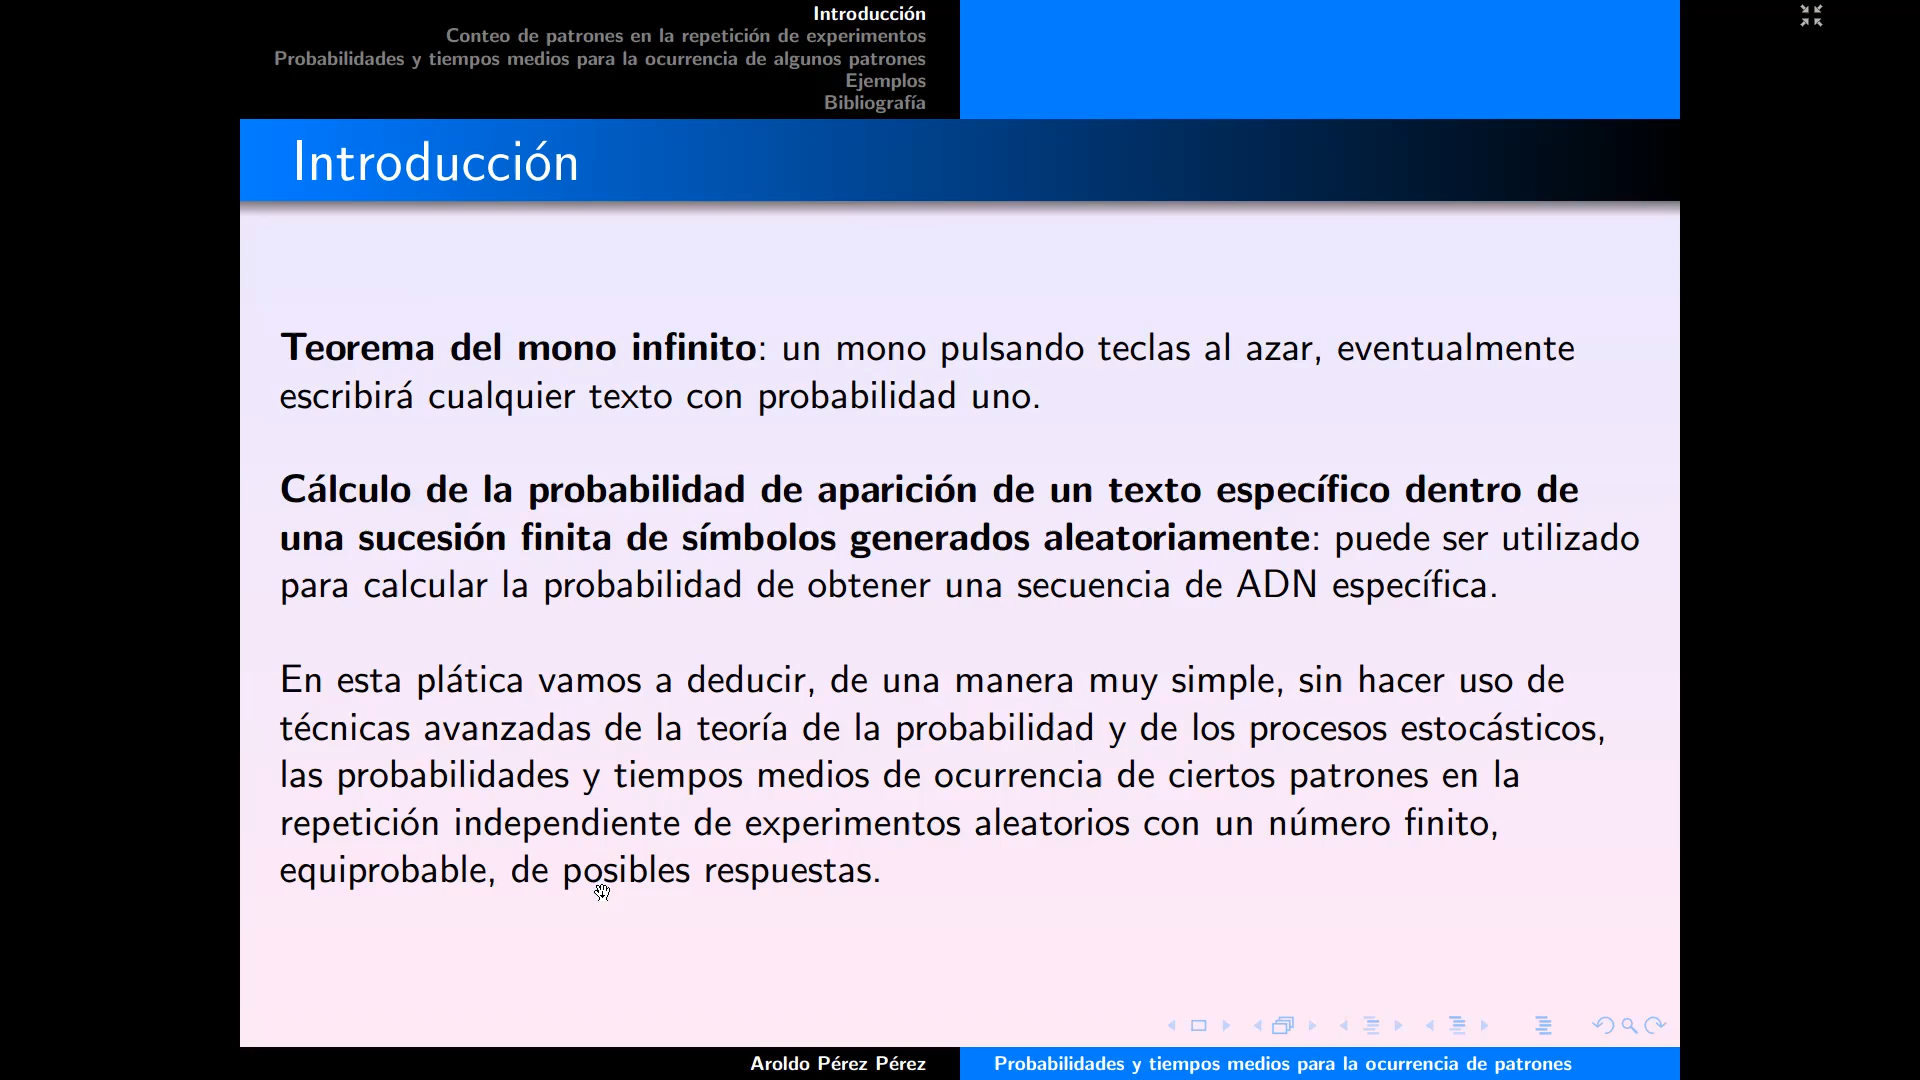 Introducción
Conteo de patrones en la repetición de experimentos
Probabilidades y tiempos medios para la ocurrencia de algunos patrones
Ejemplos
Bibliografía
Introducción
Teorema del mono infinito: un mono pulsando teclas al azar, eventualmente
escribirá cualquier texto con probabilidad uno.
Cálculo de la probabilidad de aparición de un texto específico dentro de
una sucesión finita de símbolos generados aleatoriamente: puede ser utilizado
para calcular la probabilidad de obtener una secuencia de ADN específica.
En esta plática vamos a deducir, de una manera muy simple, sin hacer uso de
técnicas avanzadas de la teoría de la probabilidad y de los procesos estocásticos,
las probabilidades y tiempos medios de ocurrencia de ciertos patrones en la
repetición independiente de experimentos aleatorios con un número finito,
equiprobable, de posibles respuestas.
Aroldo Pérez Pérez
Probabilidades y tiempos medios para la ocurrencia de patrones